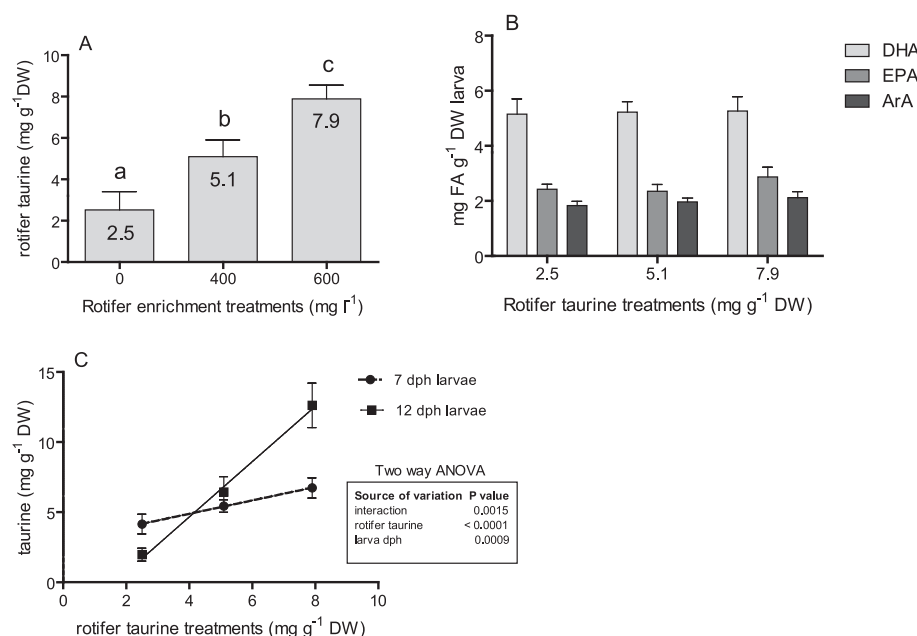 A
rotifer taurine (mg g⁻¹DW)
10
8
6
4
2
0
a
b
c
2.5
5.1
7.9
0
400
600
Rotifer enrichment treatments (mg l⁻¹)
B
mg FA g⁻¹ DW larva
8
6
4
2
0
2.5
5.1
7.9
Rotifer taurine treatments (mg g⁻¹ DW)
DHA
EPA
ArA
C
taurine (mg g⁻¹ DW)
15
10
5
0
0
2
4
6
8
10
rotifer taurine treatments (mg g⁻¹ DW)
7 dph larvae
12 dph larvae
Two way ANOVA
Source of variation P value
interaction 0.0015
rotifer taurine < 0.0001
larva dph 0.0009